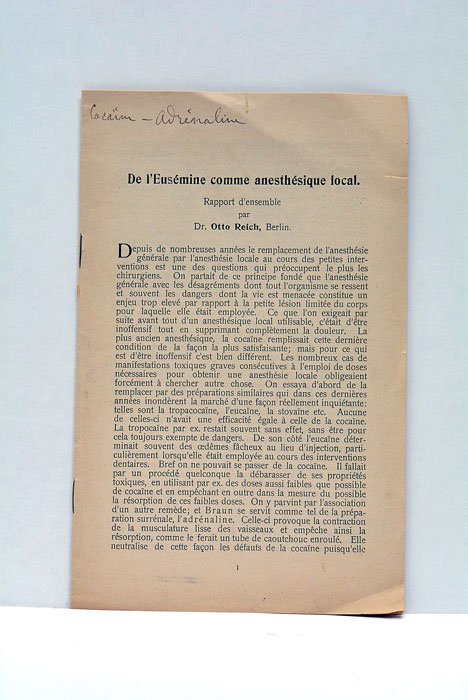 Cocaïne – Adrénaline
De l'Eusémine comme anesthésique local.
Rapport d'ensemble
par
Dr. Otto Reich, Berlin.
Depuis de nombreuses années le remplacement de l'anesthésie
générale par l'anesthésie locale au cours des petites inter-
ventions est une des questions qui préoccupent le plus les
chirurgiens. On partait de ce principe fondé que l'anesthésie
générale avec les désagréments dont tout l'organisme se ressent
et souvent les dangers dont la vie est menacée constitue un
enjeu trop elevé par rapport à la petite lésion limitée du corps
pour laquelle elle était employée. Ce que l'on exigeait par
suite avant tout d'un anesthésique local utilisable, c'était d'être
inoffensif tout en supprimant complètement la douleur. La
plus ancien anesthésique, la cocaïne remplissait cette dernière
condition de la façon la plus satisfaisante; mais pour ce qui
est d'être inoffensif c'est bien différent. Les nombreux cas de
manifestations toxiques graves consécutives à l'emploi de doses
nécessaires pour obtenir une anesthésie locale obligeaient
forcément à chercher autre chose. On essaya d'abord de la
remplacer par des préparations similaires qui dans ces dernières
années inondèrent le marché d'une façon réellement inquiétante:
telles sont la tropacocaïne, l'eucaïne, la stovaïne etc. Aucune
de celles-ci n'avait une efficacité égale à celle de la cocaïne.
La tropocaïne par ex. restait souvent sans effet, sans être pour
cela toujours exempte de dangers. De son côté l'eucaïne déter-
minait souvent des œdèmes fâcheux au lieu d'injection, parti-
culièrement lorsqu'elle était employée au cours des interventions
dentaires. Bref on ne pouvait se passer de la cocaïne. Il fallait
par un procédé quelconque la débarasser de ses propriétés
toxiques, en utilisant par ex. des doses aussi faibles que possible
de cocaïne et en empêchant en outre dans la mesure du possible
la résorption de ces faibles doses. On y parvint par l'association
d'un autre remède; et Braun se servit comme tel de la prépa-
ration surrénale, l'adrénaline. Celle-ci provoque la contraction
de la musculature lisse des vaisseaux et empêche ainsi la
résorption, comme le ferait un tube de caoutchouc enroulé. Elle
neutralise de cette façon les défauts de la cocaïne puisqu'elle
1